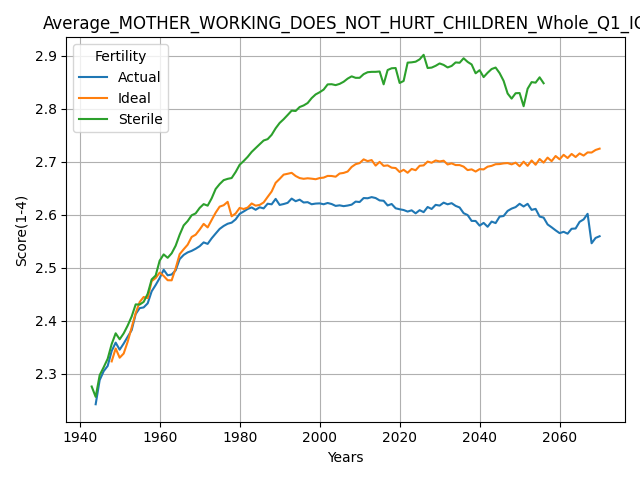 Average_MOTHER_WORKING_DOES_NOT_HURT_CHILDREN_Whole_Q1_IC
Fertility
Actual
Ideal
Sterile
Score(1-4)
2.9
2.8
2.7
2.6
2.5
2.4
2.3
1940 1960 1980 2000 2020 2040 2060
Years